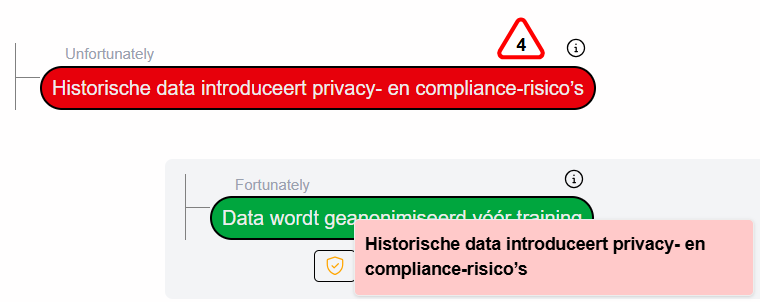 4
Unfortunately
Historische data introduceert privacy- en compliance-risico’s
Fortunately
Data wordt geanonimiseerd vóór training
Historische data introduceert privacy- en
compliance-risico’s